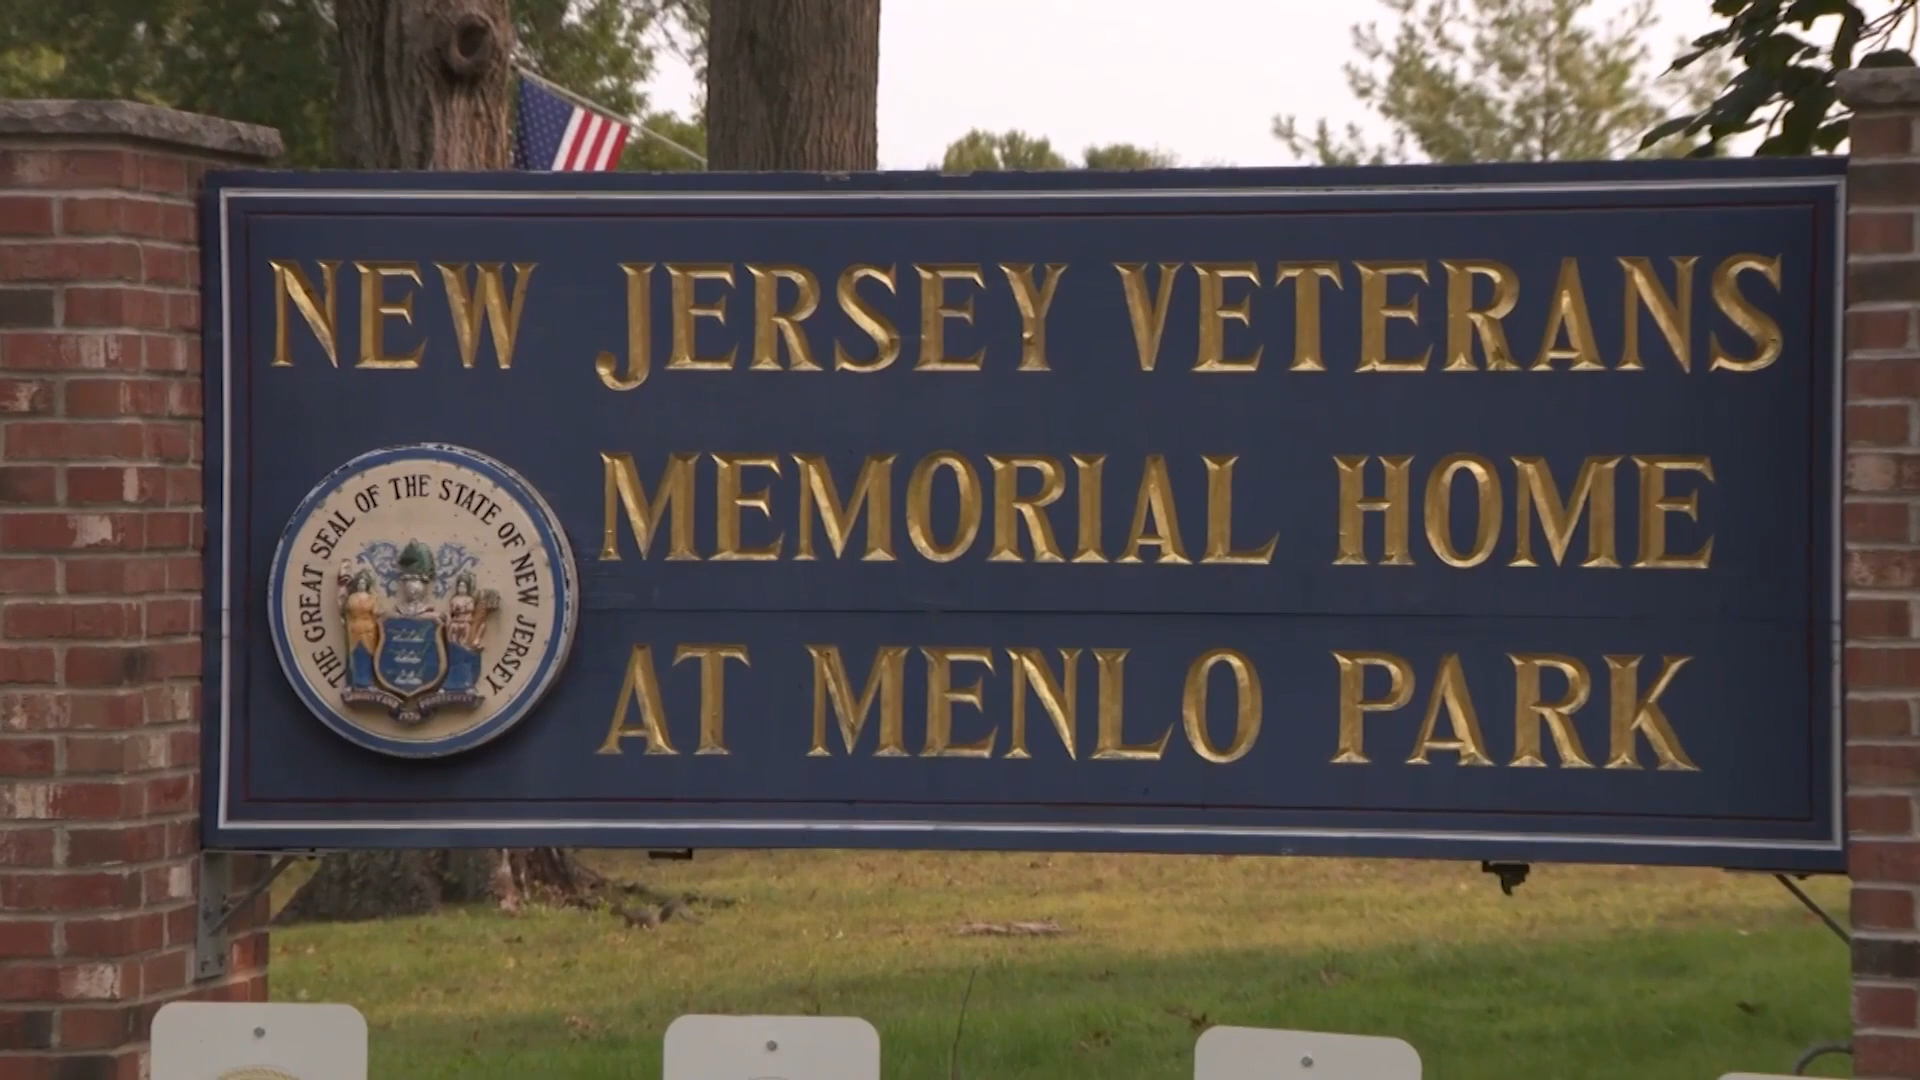 NEW JERSEY VETERANS
MEMORIAL HOME
AT MENLO PARK
THE GREAT SEAL OF THE STATE OF NEW JERSEY